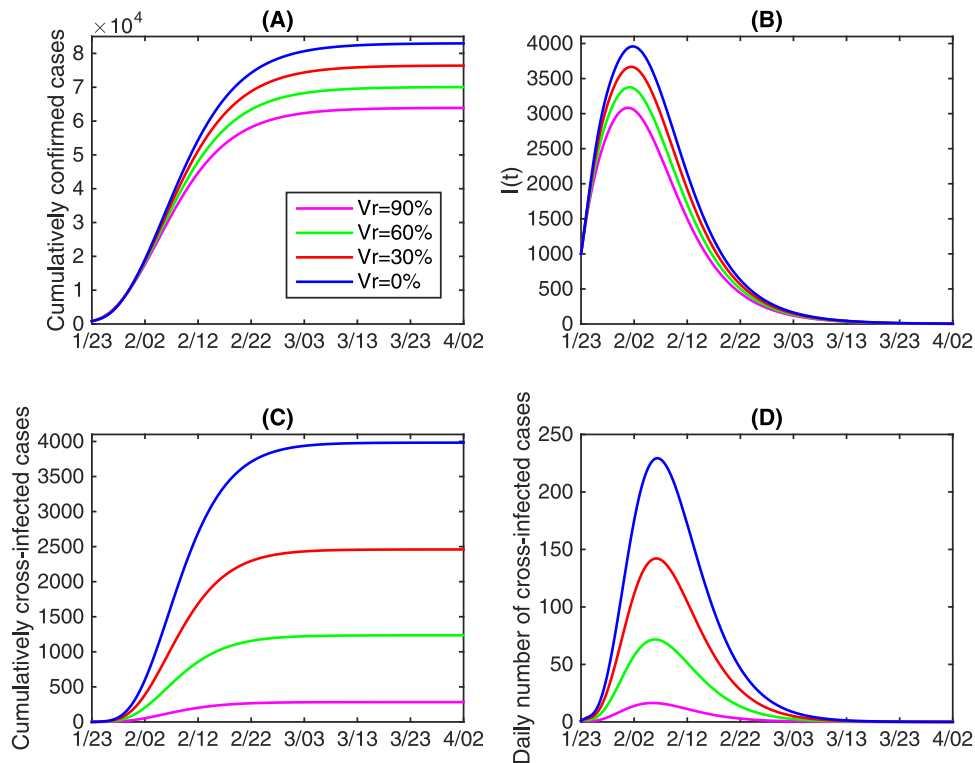 (A)
×10⁴
Cumulatively confirmed cases
8
7
6
5
4
3
2
1
0
1/23 2/02 2/12 2/22 3/03 3/13 3/23 4/02
Vr=90%
Vr=60%
Vr=30%
Vr=0%
(B)
I(t)
4000
3500
3000
2500
2000
1500
1000
500
0
1/23 2/02 2/12 2/22 3/03 3/13 3/23 4/02
(C)
Cumulatively cross-infected cases
4000
3500
3000
2500
2000
1500
1000
500
0
1/23 2/02 2/12 2/22 3/03 3/13 3/23 4/02
(D)
Daily number of cross-infected cases
250
200
150
100
50
0
1/23 2/02 2/12 2/22 3/03 3/13 3/23 4/02